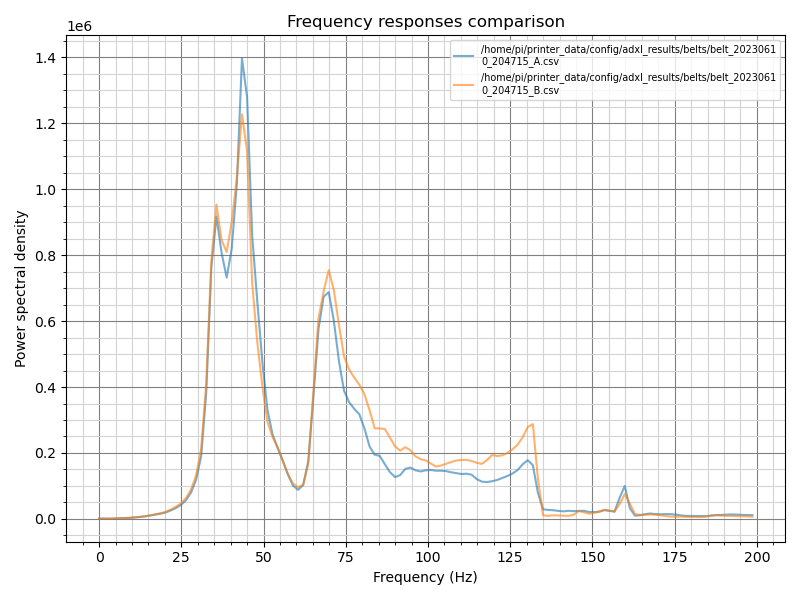 Frequency responses comparison
1e6
/home/pi/printer_data/config/adxl_results/belts/belt_2023061
0_204715_A.csv
/home/pi/printer_data/config/adxl_results/belts/belt_2023061
0_204715_B.csv
1.4
1.2
1.0
0.8
0.6
0.4
0.2
0.0
Power spectral density
0 25 50 75 100 125 150 175 200
Frequency (Hz)